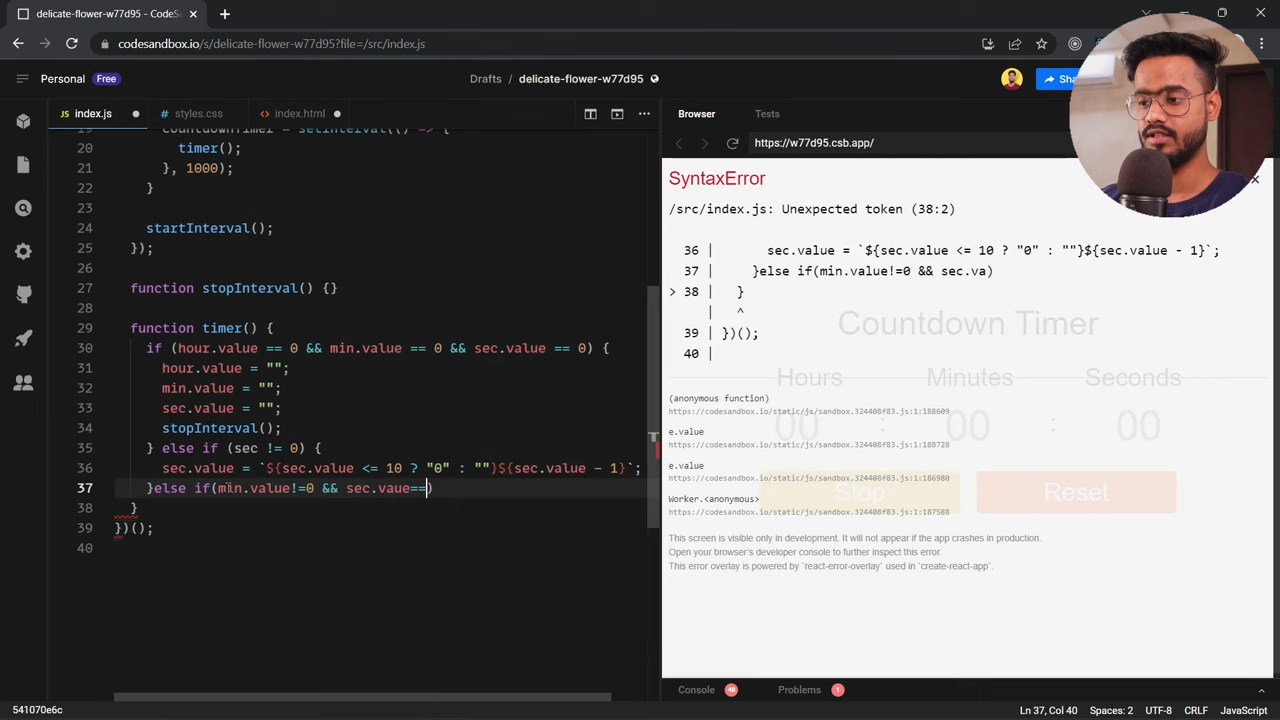 delicate-flower-w77d95 - CodeS
codesandbox.io/s/delicate-flower-w77d95?file=/src/index.js
Personal Free
Drafts / delicate-flower-w77d95
Sha
index.js
styles.css
index.html
Browser
Tests
https://w77d95.csb.app/
19 countdownTimer = setInterval(() => {
20 timer();
21 }, 1000);
22 }
23
24 startInterval();
25 });
26
27 function stopInterval() {}
28
29 function timer() {
30 if (hour.value == 0 && min.value == 0 && sec.value == 0) {
31 hour.value = "";
32 min.value = "";
33 sec.value = "";
34 stopInterval();
35 } else if (sec != 0) {
36 sec.value = `${sec.value <= 10 ? "0" : ""}${sec.value - 1}`;
37 }else if(min.value!=0 && sec.vaue==)
38 }
39 })();
40
SyntaxError
/src/index.js: Unexpected token (38:2)
36 | sec.value = `${sec.value <= 10 ? "0" : ""}${sec.value - 1}`;
37 | }else if(min.value!=0 && sec.va)
> 38 | }
| ^
39 | })();
40 |
Countdown Timer
Hours Minutes Seconds
00 : 00 : 00
Stop Reset
(anonymous function)
https://codesandbox.io/static/js/sandbox.324408f83.js:1:188609
e.value
https://codesandbox.io/static/js/sandbox.324408f83.js:1:188728
e.value
https://codesandbox.io/static/js/sandbox.324408f83.js:1:186980
Worker.<anonymous>
https://codesandbox.io/static/js/sandbox.324408f83.js:1:187588
This screen is visible only in development. It will not appear if the app crashes in production.
Open your browser's developer console to further inspect this error.
This error overlay is powered by `react-error-overlay` used in `create-react-app`.
Console 48
Problems 1
541070e6c
Ln 37, Col 40 Spaces: 2 UTF-8 CRLF JavaScript